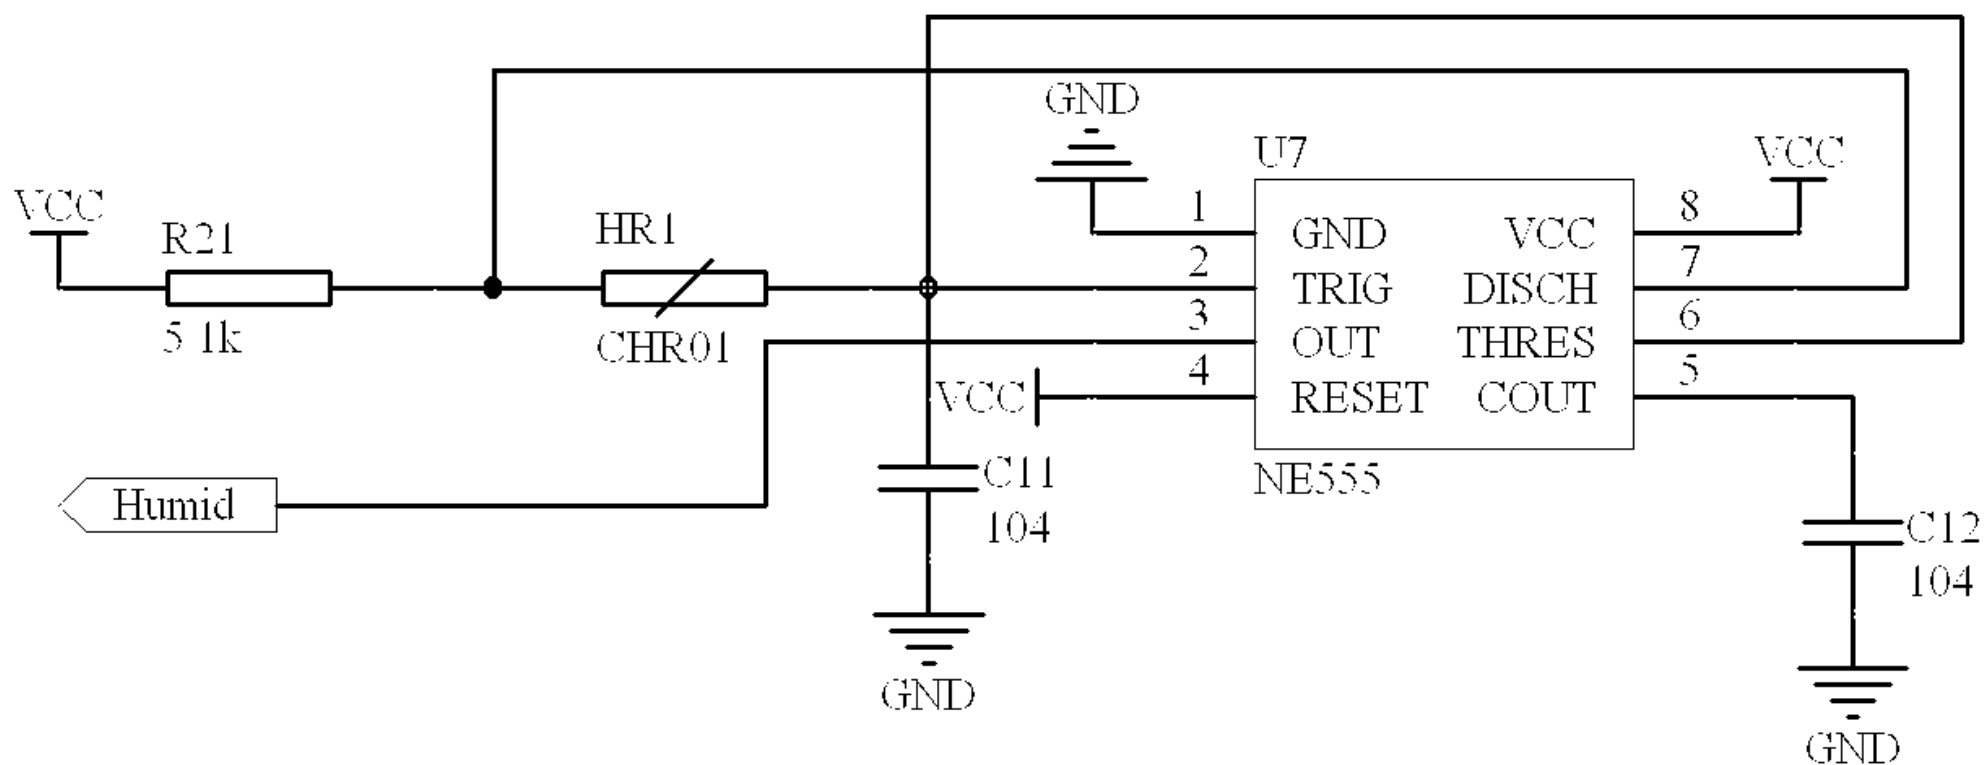 GND
U7
VCC
VCC
R21
HR1
1
8
GND
VCC
2
7
TRIG
DISCH
3
6
5 1k
CHR01
OUT
THRES
4
5
VCC
RESET
COUT
C11
NE555
Humid
104
C12
104
GND
GND